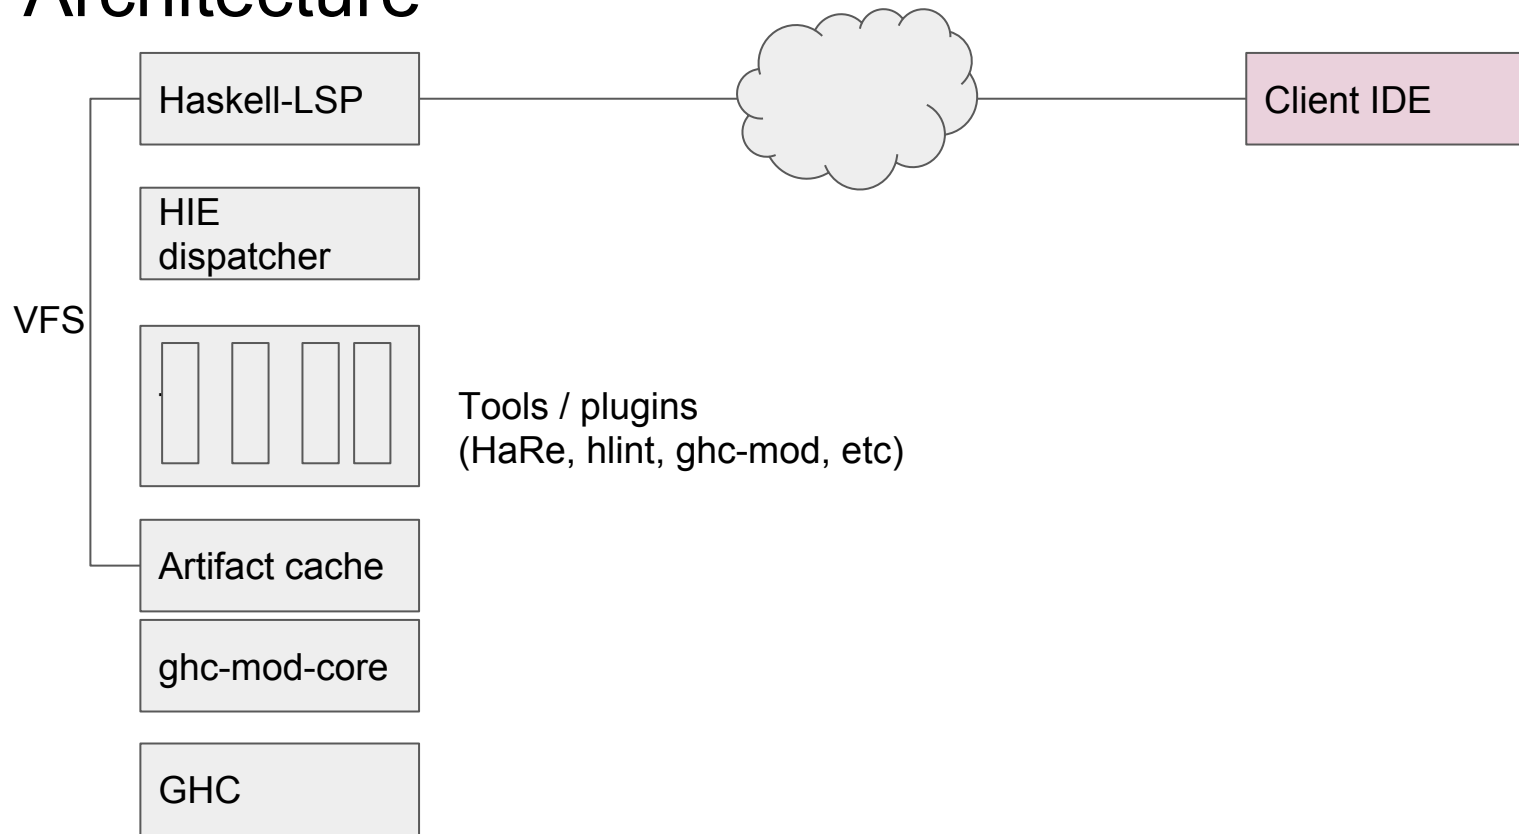 Architecture
Haskell-LSP
Client IDE
HIE
dispatcher
VFS
Tools / plugins
(HaRe, hlint, ghc-mod, etc)
Artifact cache
ghc-mod-core
GHC